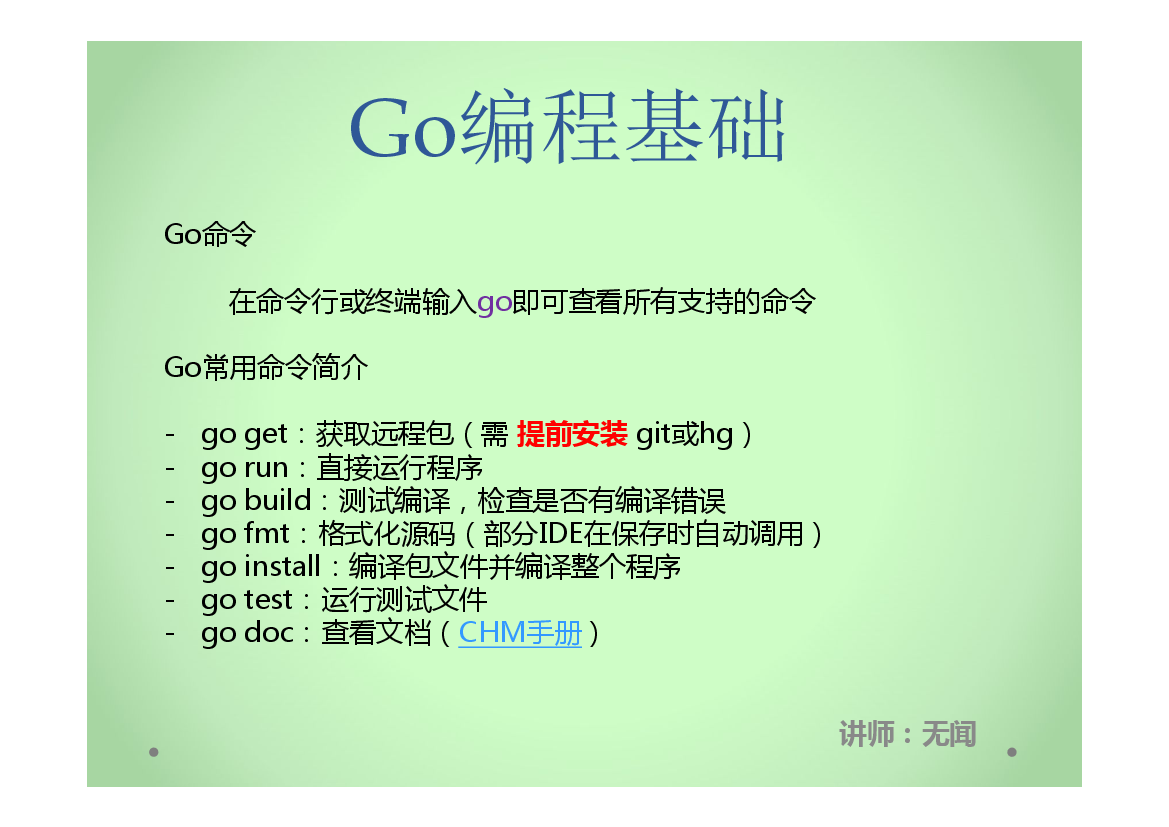 Go编程基础
Go命令
在命令行或终端输入go即可查看所有支持的命令
Go常用命令简介
- go get：获取远程包（需 提前安装 git或hg）
- go run：直接运行程序
- go build：测试编译，检查是否有编译错误
- go fmt：格式化源码（部分IDE在保存时自动调用）
- go install：编译包文件并编译整个程序
- go test：运行测试文件
- go doc：查看文档（CHM手册）
讲师：无闻